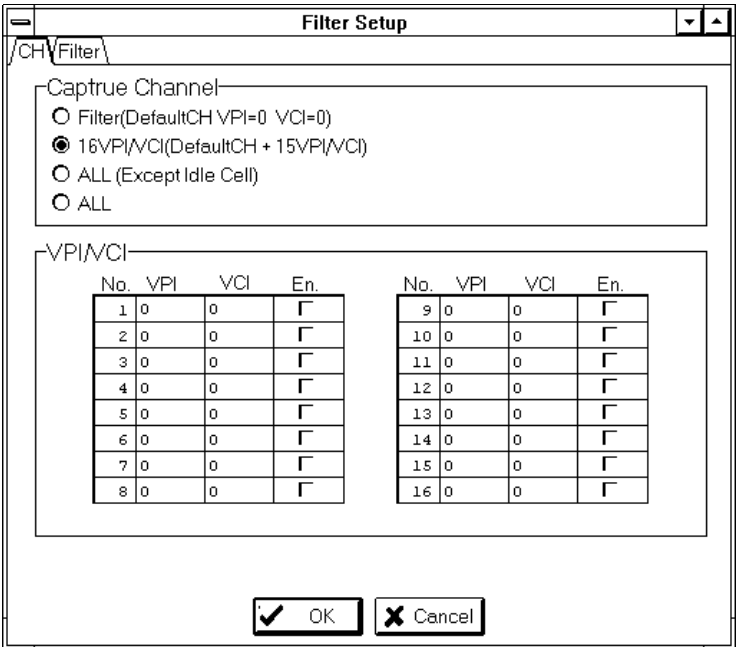 Filter Setup
CH Filter
Captrue Channel
Filter(DefaultCH VPI=0 VCI=0)
16VPI/VCI(DefaultCH + 15VPI/VCI)
ALL (Except Idle Cell)
ALL
VPI/VCI
No. VPI VCI En. No. VPI VCI En.
1 0 0 9 0 0
2 0 0 10 0 0
3 0 0 11 0 0
4 0 0 12 0 0
5 0 0 13 0 0
6 0 0 14 0 0
7 0 0 15 0 0
8 0 0 16 0 0
OK Cancel